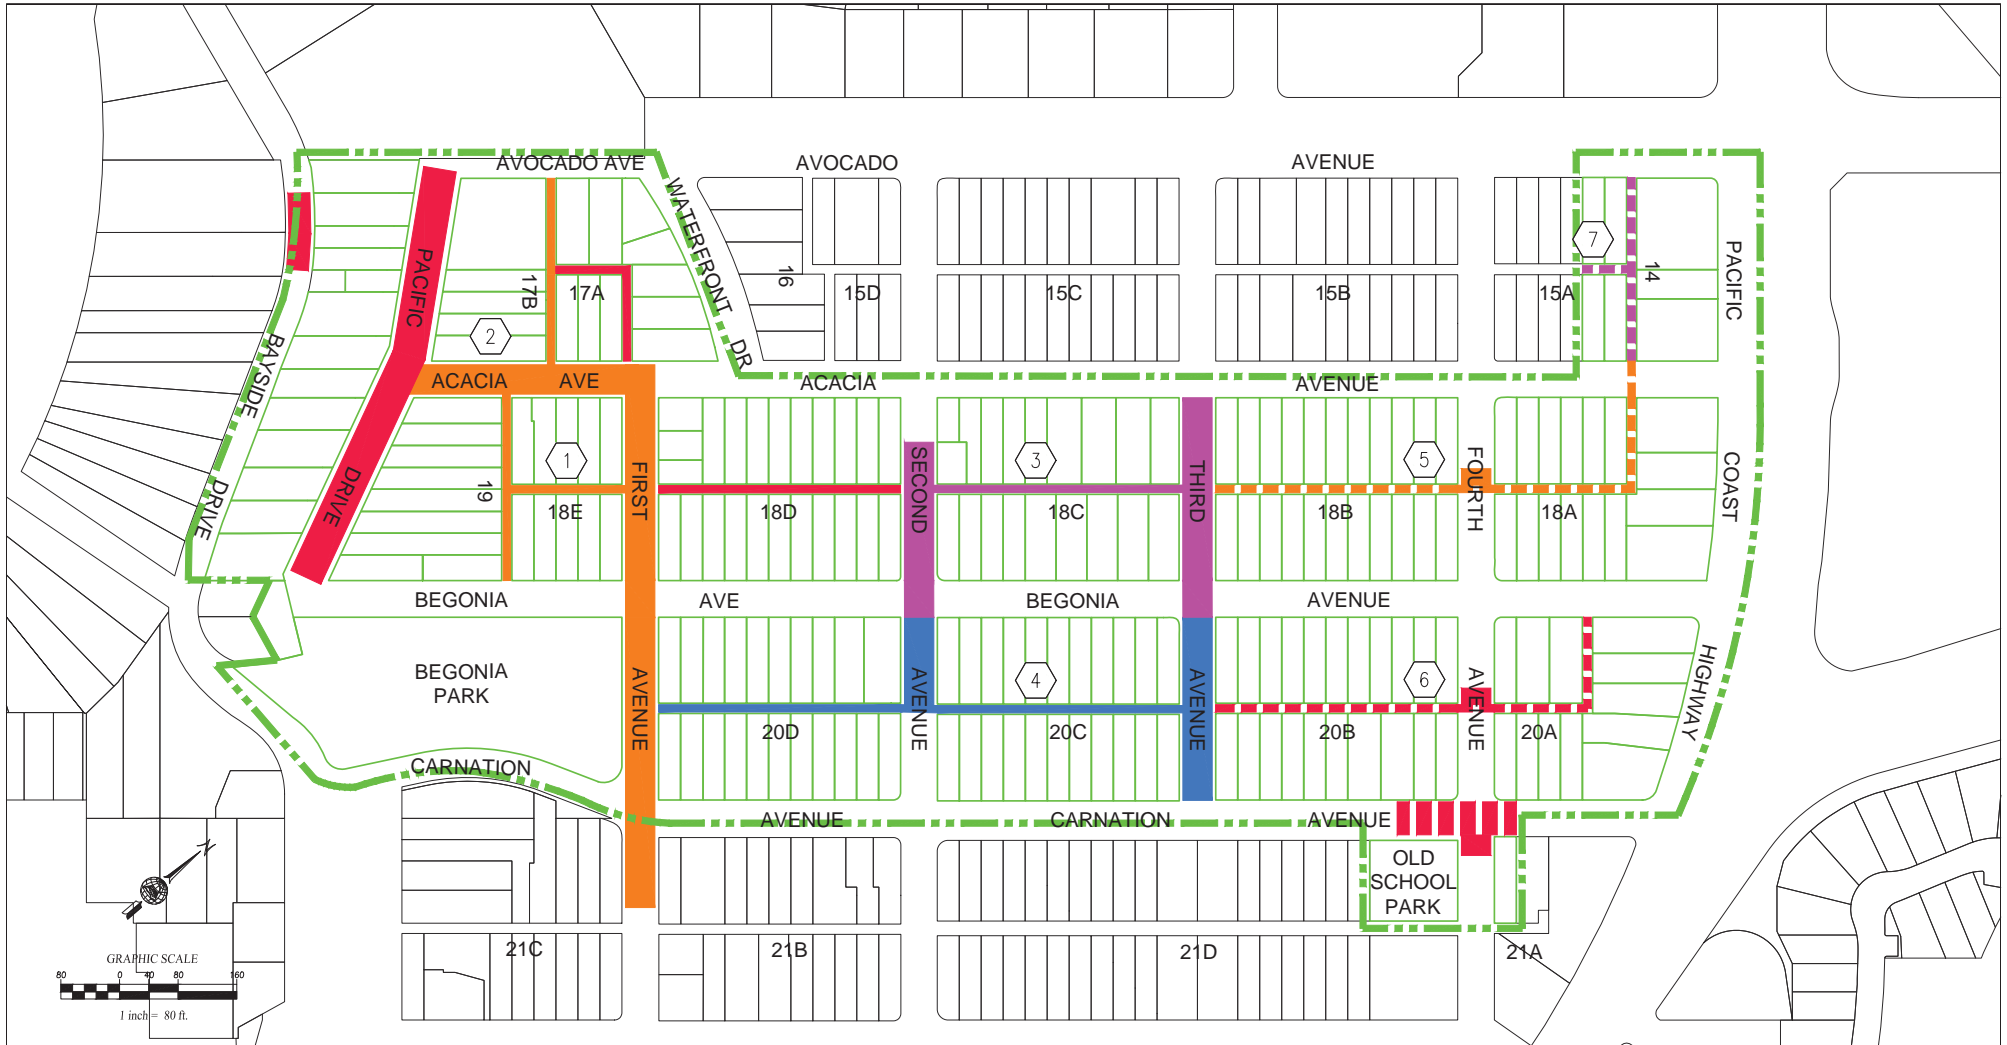 AVOCADO AVE
AVOCADO
AVENUE
WATERFRONT DR
PACIFIC
17B
17A
16
15D
15C
15B
15A
14
7
PACIFIC
2
BAYSIDE
ACACIA
AVE
ACACIA
AVENUE
DRIVE
DRIVE
19
1
18E
FIRST
18D
SECOND
3
18C
THIRD
5
18B
FOURTH
18A
COAST
BEGONIA
AVE
BEGONIA
AVENUE
BEGONIA
PARK
AVENUE
20D
AVENUE
4
20C
AVENUE
6
20B
AVENUE
20A
HIGHWAY
CARNATION
AVENUE
CARNATION
AVENUE
OLD
SCHOOL
PARK
21C
21B
21D
21A
N
GRAPHIC SCALE
80 0 40 80 160
1 inch = 80 ft.